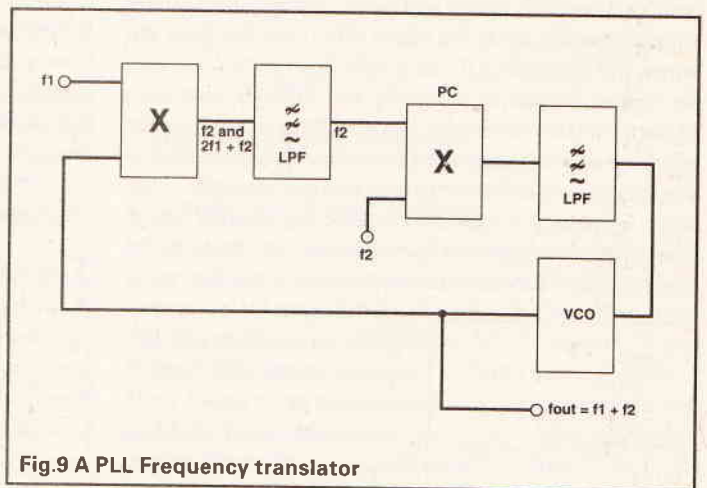 f1
X
f2 and
2f1 + f2
LPF
f2
PC
X
f2
LPF
VCO
fout = f1 + f2
Fig.9 A PLL Frequency translator